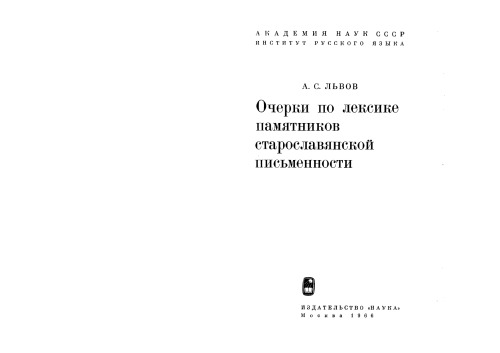 АКАДЕМИЯ НАУК СССР
ИНСТИТУТ РУССКОГО ЯЗЫКА
А. С. ЛЬВОВ
Очерки по лексике
памятников
старославянской
письменности
ИЗДАТЕЛЬСТВО «НАУКА»
Москва 1966